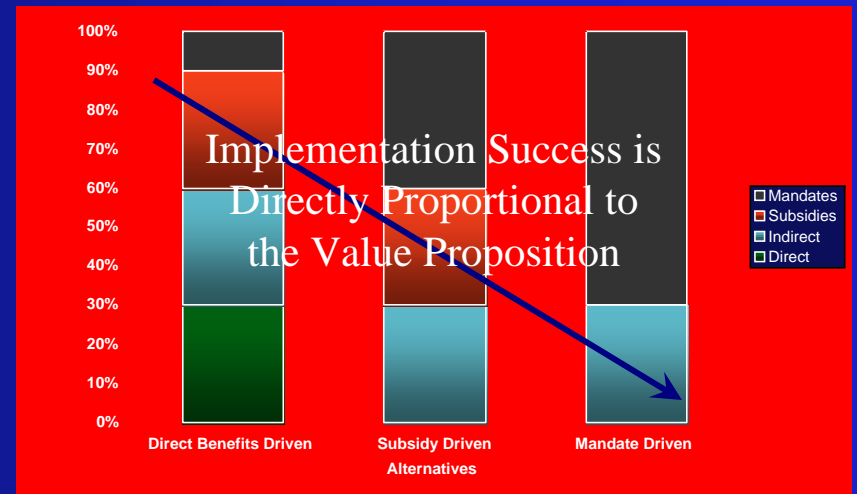 100%
90%
80%
70%
60%
50%
40%
30%
20%
10%
0%
Implementation Success is
Directly Proportional to
the Value Proposition
Mandates
Subsidies
Indirect
Direct
Direct Benefits Driven
Subsidy Driven
Mandate Driven
Alternatives